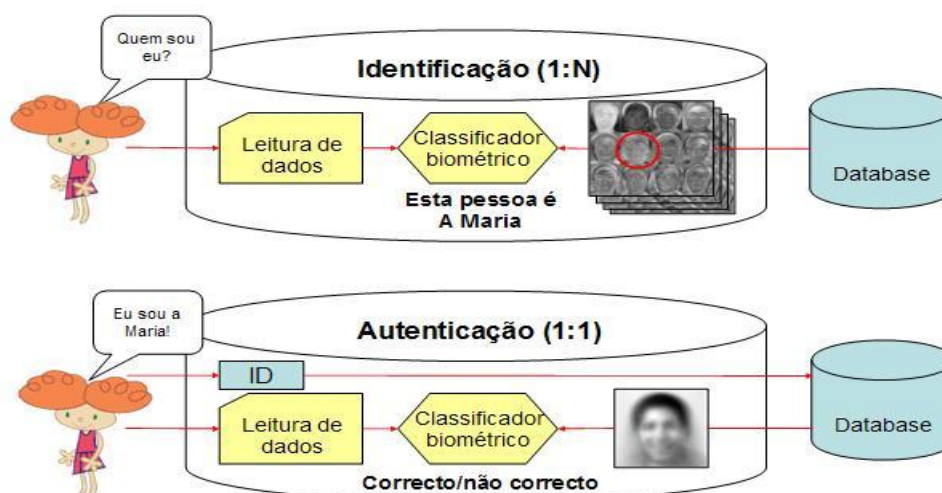 Quem sou
eu?
Identificação (1:N)
Leitura de
dados
Classificador
biométrico
Database
Esta pessoa é
A Maria
Eu sou a
Maria!
Autenticação (1:1)
ID
Leitura de
dados
Classificador
biométrico
Database
Correcto/não correcto